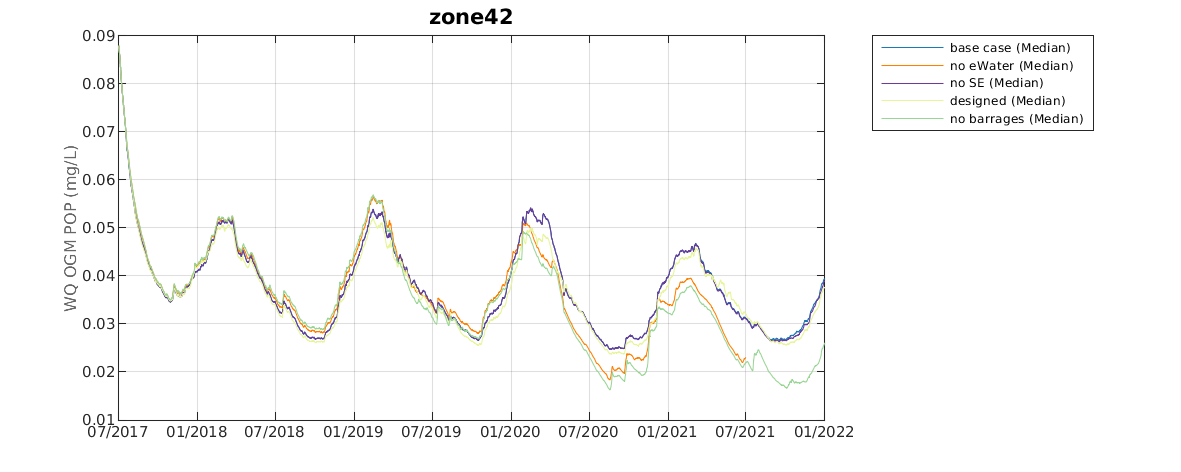 zone42
0.09
0.08
0.07
0.06
0.05
0.04
0.03
0.02
0.01
WQ OGM POP (mg/L)
07/2017 01/2018 07/2018 01/2019 07/2019 01/2020 07/2020 01/2021 07/2021 01/2022
base case (Median)
no eWater (Median)
no SE (Median)
designed (Median)
no barrages (Median)